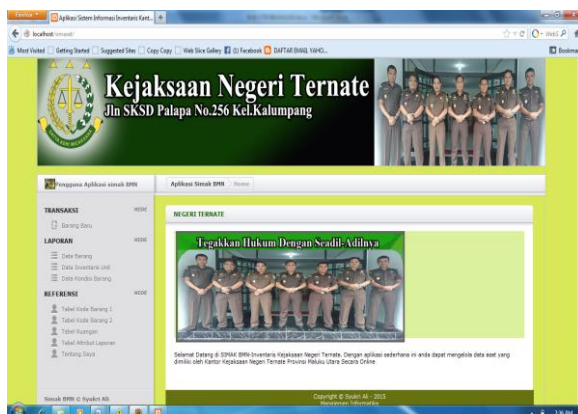 Firefox
Aplikasi Sistem Informasi Inventaris Kant...
localhost/simawat/
Most Visited Getting Started Suggested Sites Copy Copy Web Slice Gallery (1) Facebook DAFTAR EMAIL YAHO...
Kejaksaan Negeri Ternate
Jln SKSD Palapa No.256 Kel.Kalumpang
Pengguna Aplikasi simak BMN
Aplikasi Simak BMN Home
TRANSAKSI HIDE
Barang Baru
LAPORAN HIDE
Data Barang
Data Inventaris Unit
Data Kondisi Barang
REFERENSI HIDE
Tabel Kode Barang 1
Tabel Kode Barang 2
Tabel Ruangan
Tabel Attribut Laporan
Tentang Saya
Simak BMN © Syukri Ali
NEGERI TERNATE
Tegakkan Hukum Dengan Seadil-Adilnya
Selamat Datang di SIMAK BMN-Inventaris Kejaksaan Negeri Ternate. Dengan aplikasi sederhana ini anda dapat mengelola data aset yang
dimiliki oleh Kantor Kejaksaan Negeri Ternate Provinsi Maluku Utara Secara Online
Copyright © Syukri Ali - 2015
Manajemen Informatika